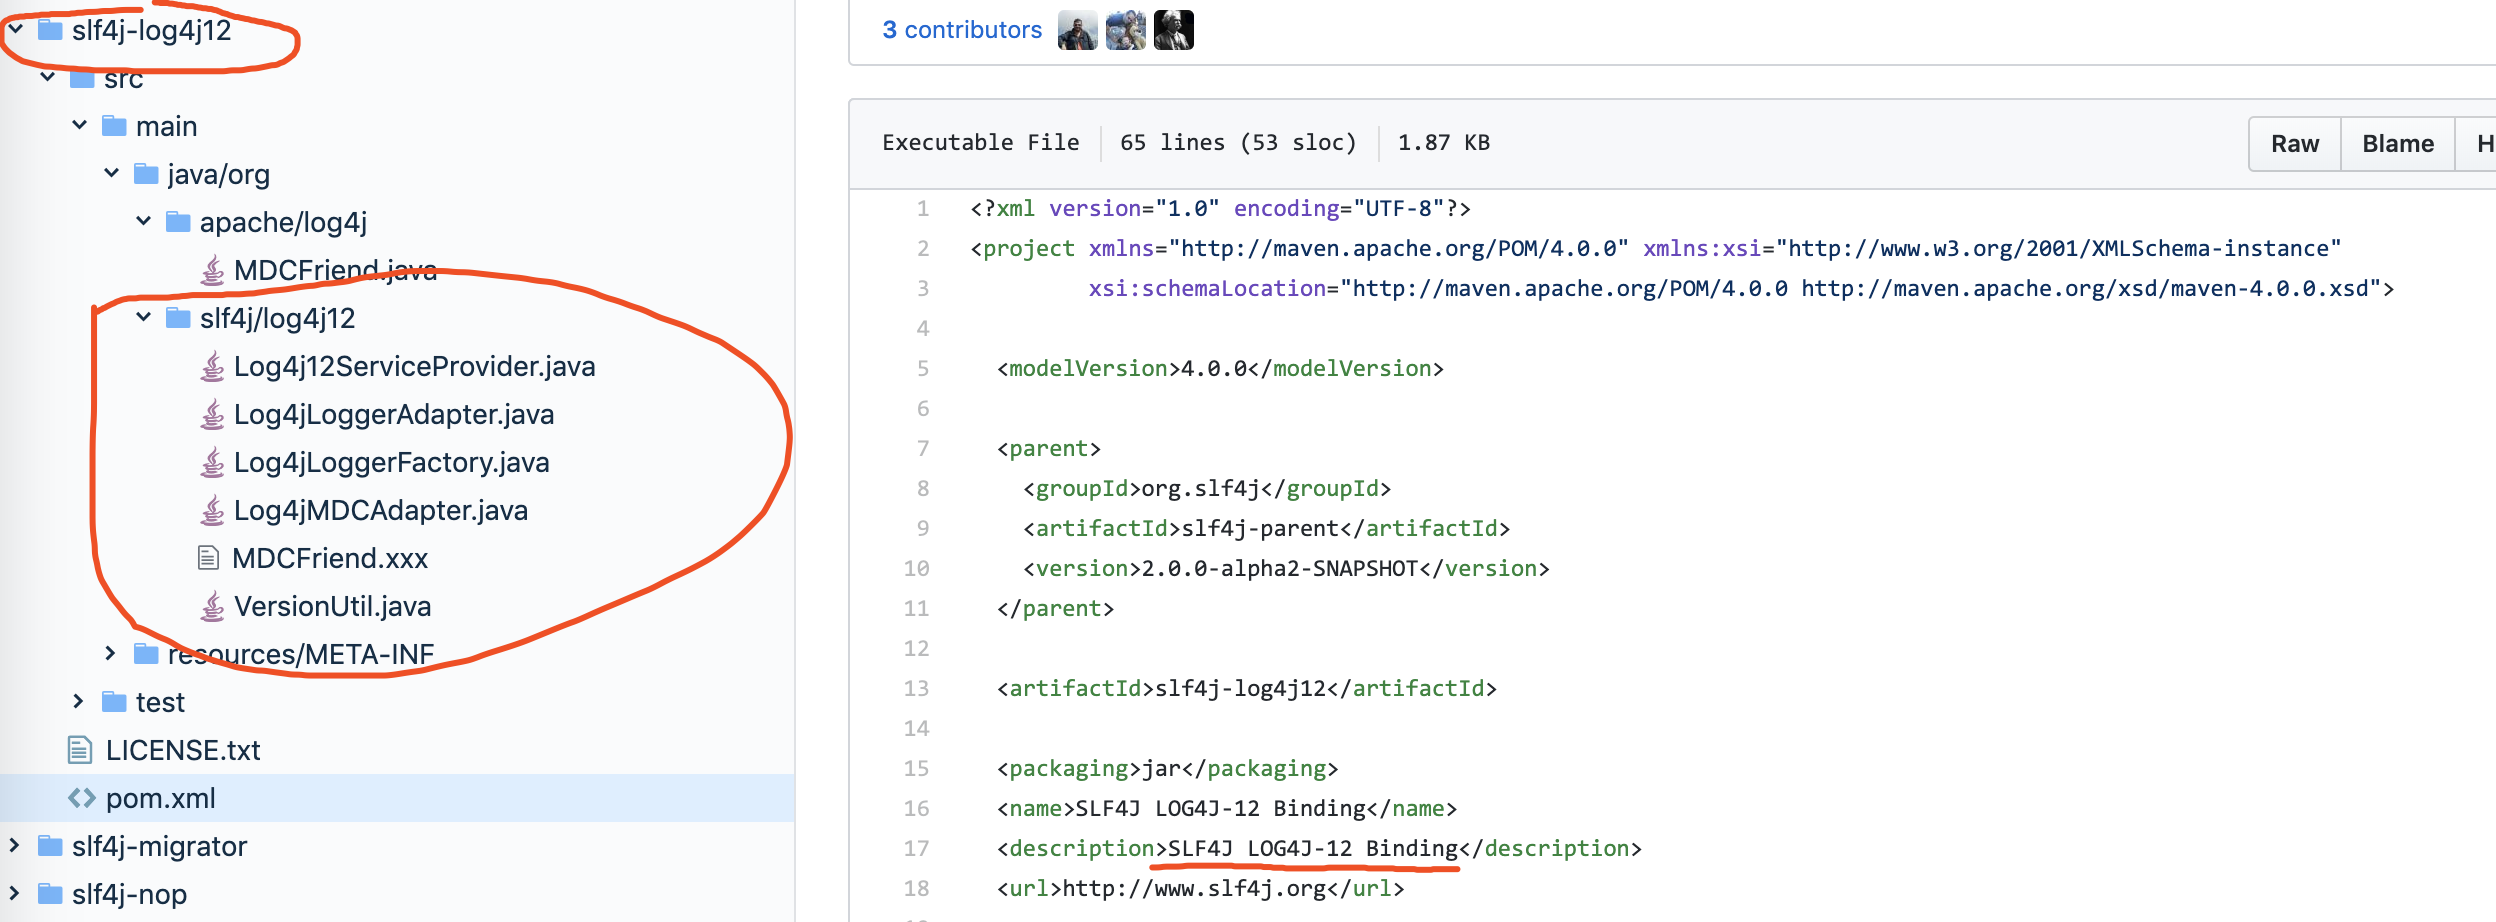 slf4j-log4j12
src
main
java/org
apache/log4j
MDCFriend.java
slf4j/log4j12
Log4j12ServiceProvider.java
Log4jLoggerAdapter.java
Log4jLoggerFactory.java
Log4jMDCAdapter.java
MDCFriend.xxx
VersionUtil.java
resources/META-INF
test
LICENSE.txt
pom.xml
slf4j-migrator
slf4j-nop
3 contributors
Executable File 65 lines (53 sloc) 1.87 KB
Raw Blame H
1 <?xml version="1.0" encoding="UTF-8"?>
2 <project xmlns="http://maven.apache.org/POM/4.0.0" xmlns:xsi="http://www.w3.org/2001/XMLSchema-instance"
3 xsi:schemaLocation="http://maven.apache.org/POM/4.0.0 http://maven.apache.org/xsd/maven-4.0.0.xsd">
4
5 <modelVersion>4.0.0</modelVersion>
6
7 <parent>
8 <groupId>org.slf4j</groupId>
9 <artifactId>slf4j-parent</artifactId>
10 <version>2.0.0-alpha2-SNAPSHOT</version>
11 </parent>
12
13 <artifactId>slf4j-log4j12</artifactId>
14
15 <packaging>jar</packaging>
16 <name>SLF4J LOG4J-12 Binding</name>
17 <description>SLF4J LOG4J-12 Binding</description>
18 <url>http://www.slf4j.org</url>